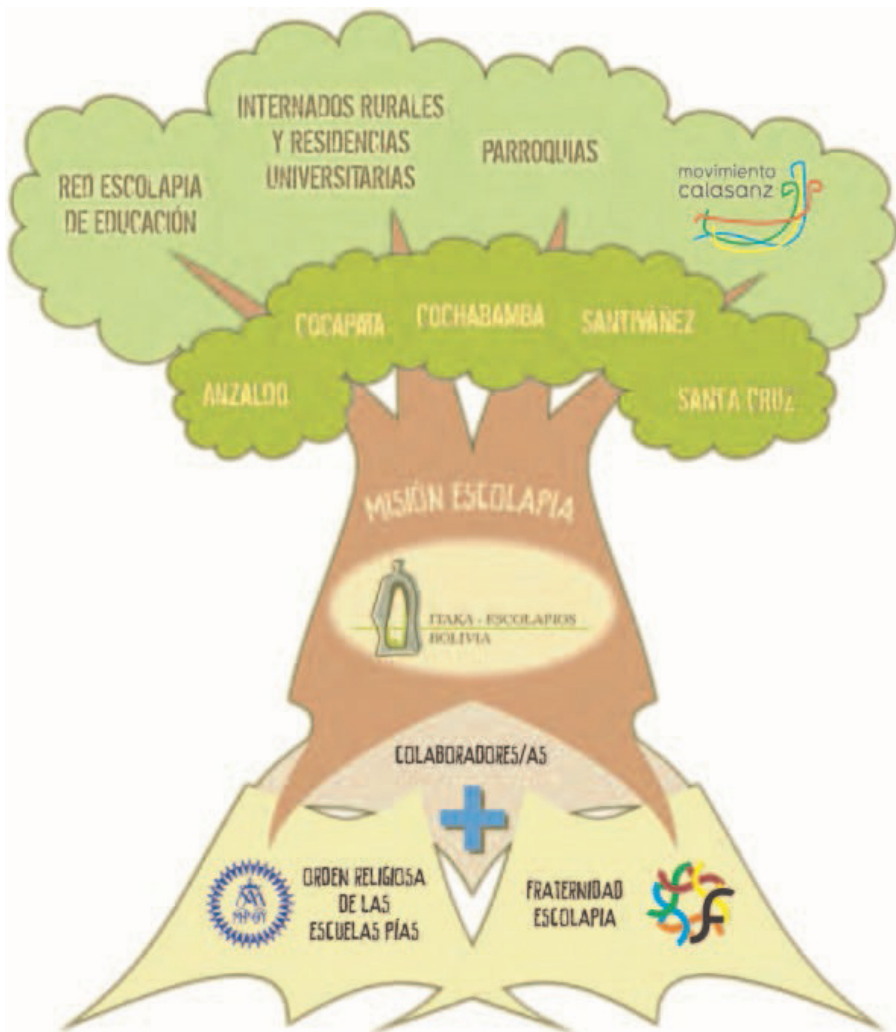 INTERNADOS RURALES
Y RESIDENCIAS
UNIVERSITARIAS
PARROQUIAS
RED ESCOLAPIA
DE EDUCACIÓN
movimiento
calasanz
COCAPATA
COCHABAMBA
SANTIVAÑEZ
ANZALDO
SANTA CRUZ
MISIÓN ESCOLAPIA
ITAKA - ESCOLAPIOS
BOLIVIA
COLABORADORES/AS
ORDEN RELIGIOSA
DE LAS
ESCUELAS PÍAS
FRATERNIDAD
ESCOLAPIA